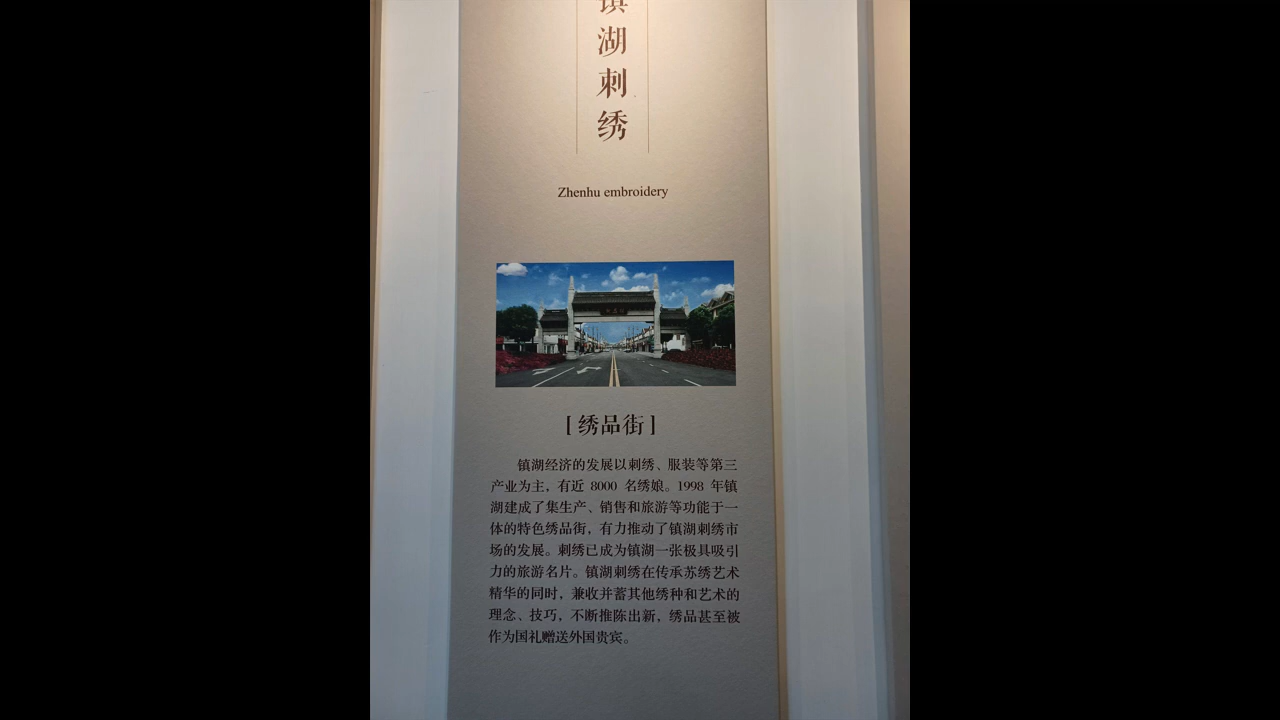 镇湖刺绣
Zhenhu embroidery
[ 绣品街 ]
镇湖经济的发展以刺绣、服装等第三
产业为主，有近 8000 名绣娘。1998 年镇
湖建成了集生产、销售和旅游等功能于一
体的特色绣品街，有力推动了镇湖刺绣市
场的发展。刺绣已成为镇湖一张极具吸引
力的旅游名片。镇湖刺绣在传承苏绣艺术
精华的同时，兼收并蓄其他绣种和艺术的
理念、技巧，不断推陈出新，绣品甚至被
作为国礼赠送外国贵宾。